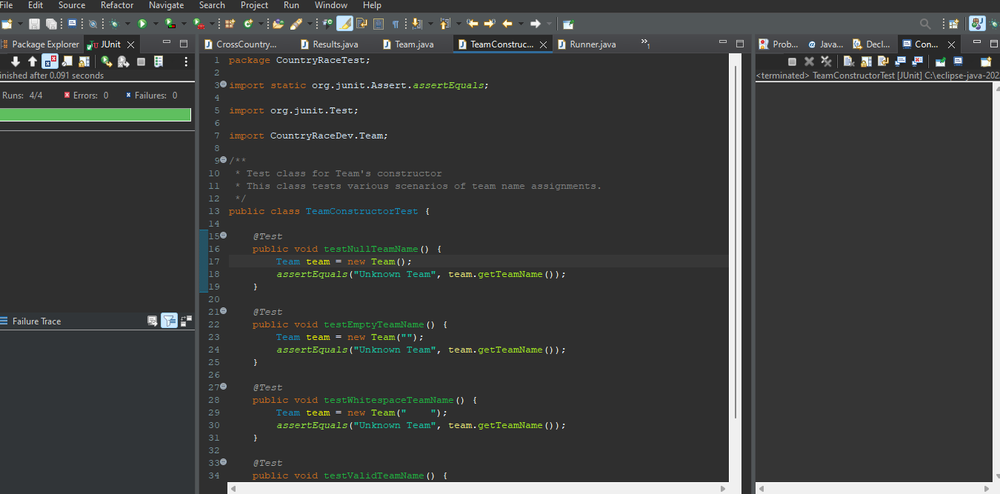 File Edit Source Refactor Navigate Search Project Run Window Help
Package Explorer JUnit
inished after 0.091 seconds
Runs: 4/4 Errors: 0 Failures: 0
Failure Trace
CrossCountry... Results.java Team.java TeamConstruc... Runner.java »1
1 package CountryRaceTest;
2
3 import static org.junit.Assert.assertEquals;
4
5 import org.junit.Test;
6
7 import CountryRaceDev.Team;
8
9 /**
10 * Test class for Team's constructor
11 * This class tests various scenarios of team name assignments.
12 */
13 public class TeamConstructorTest {
14
15 @Test
16 public void testNullTeamName() {
17 Team team = new Team();
18 assertEquals("Unknown Team", team.getTeamName());
19 }
20
21 @Test
22 public void testEmptyTeamName() {
23 Team team = new Team("");
24 assertEquals("Unknown Team", team.getTeamName());
25 }
26
27 @Test
28 public void testWhitespaceTeamName() {
29 Team team = new Team("    ");
30 assertEquals("Unknown Team", team.getTeamName());
31 }
32
33 @Test
34 public void testValidTeamName() {
Prob... Java... Decl... Con...
<terminated> TeamConstructorTest [JUnit] C:\eclipse-java-202